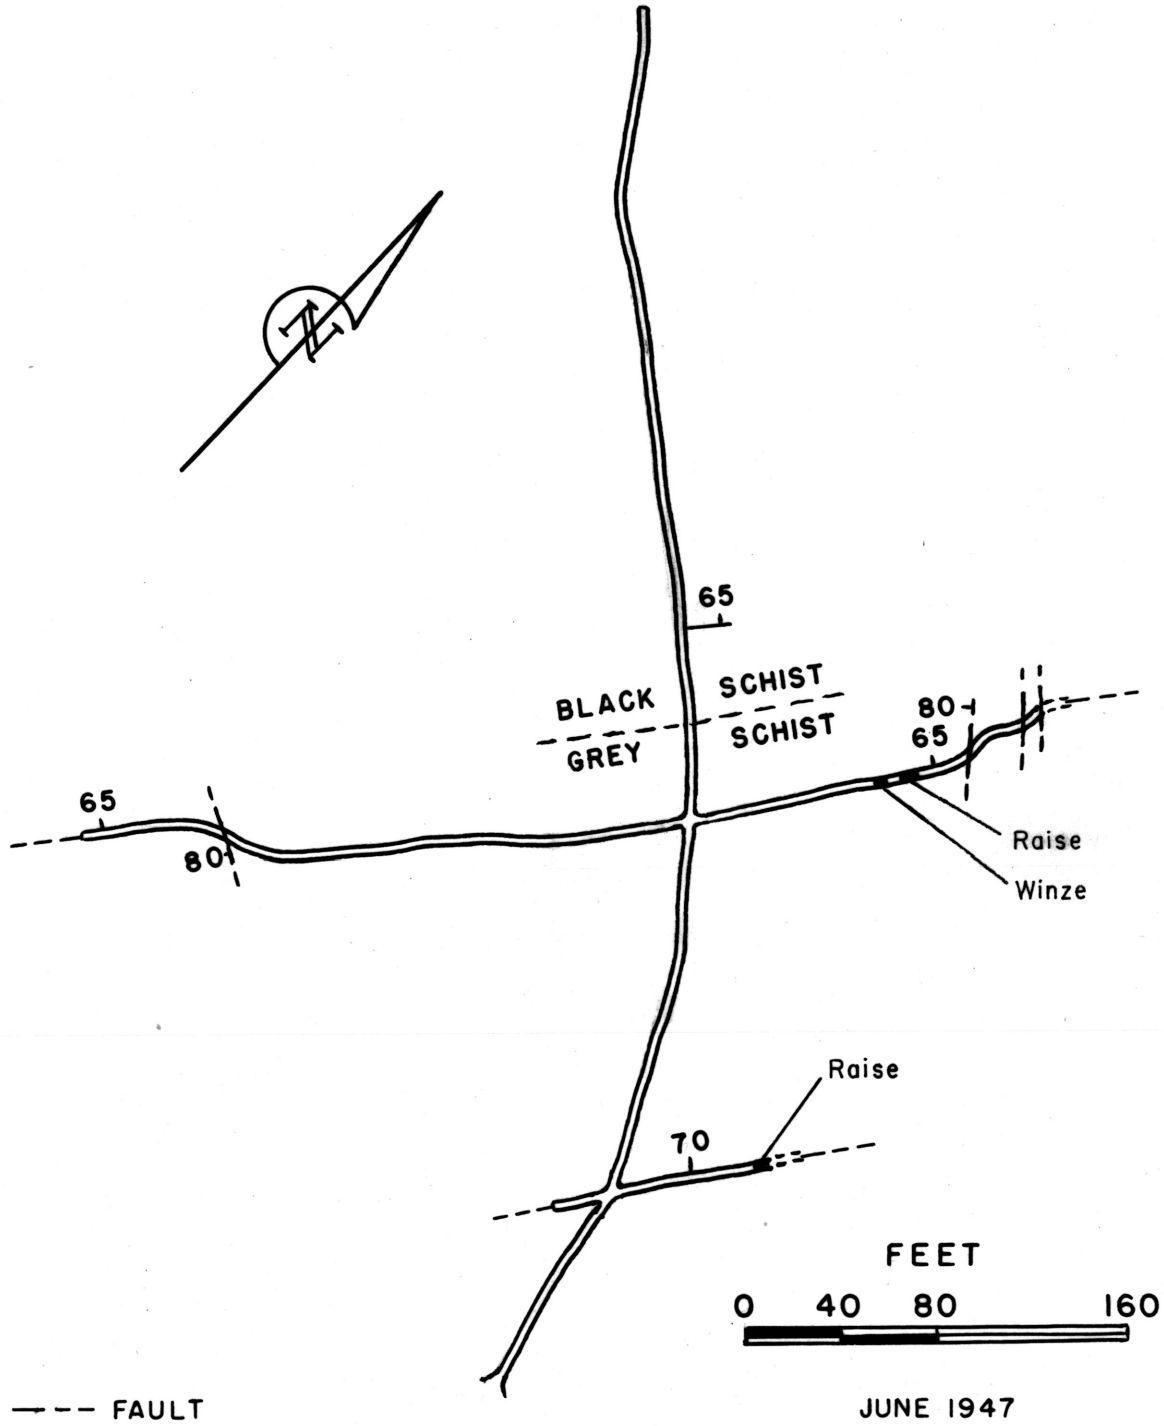 N
65
BLACK SCHIST
GREY SCHIST
80
65
65
80
Raise
Winze
Raise
70
FEET
0 40 80 160
FAULT
JUNE 1947